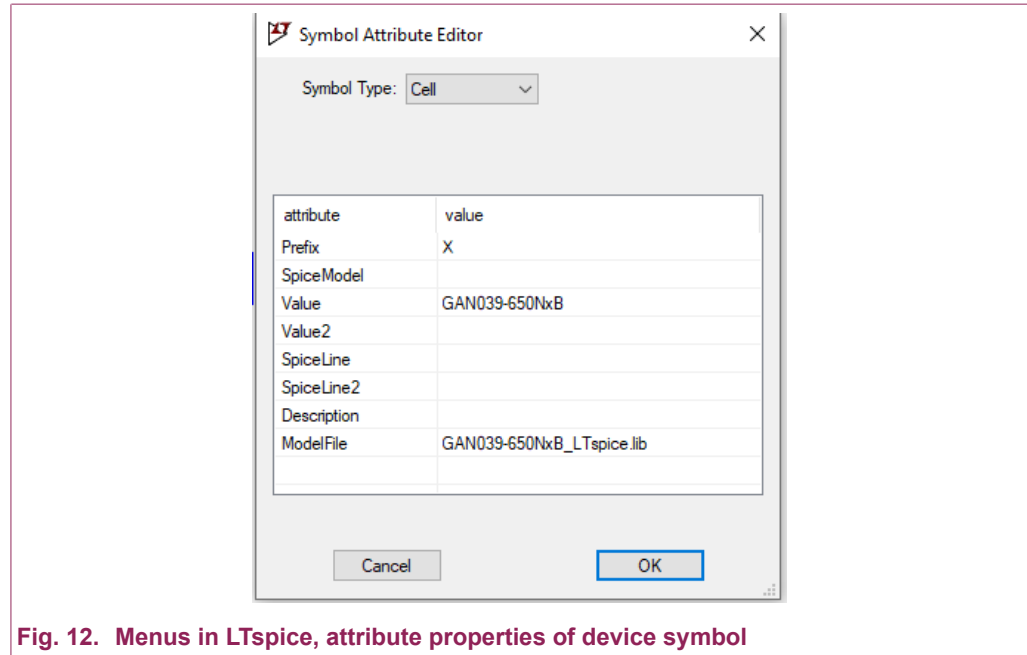 Symbol Attribute Editor
Symbol Type: Cell
attribute value
Prefix X
SpiceModel
Value GAN039-650NxB
Value2
SpiceLine
SpiceLine2
Description
ModelFile GAN039-650NxB_LTspice.lib
Cancel OK
Fig. 12. Menus in LTspice, attribute properties of device symbol